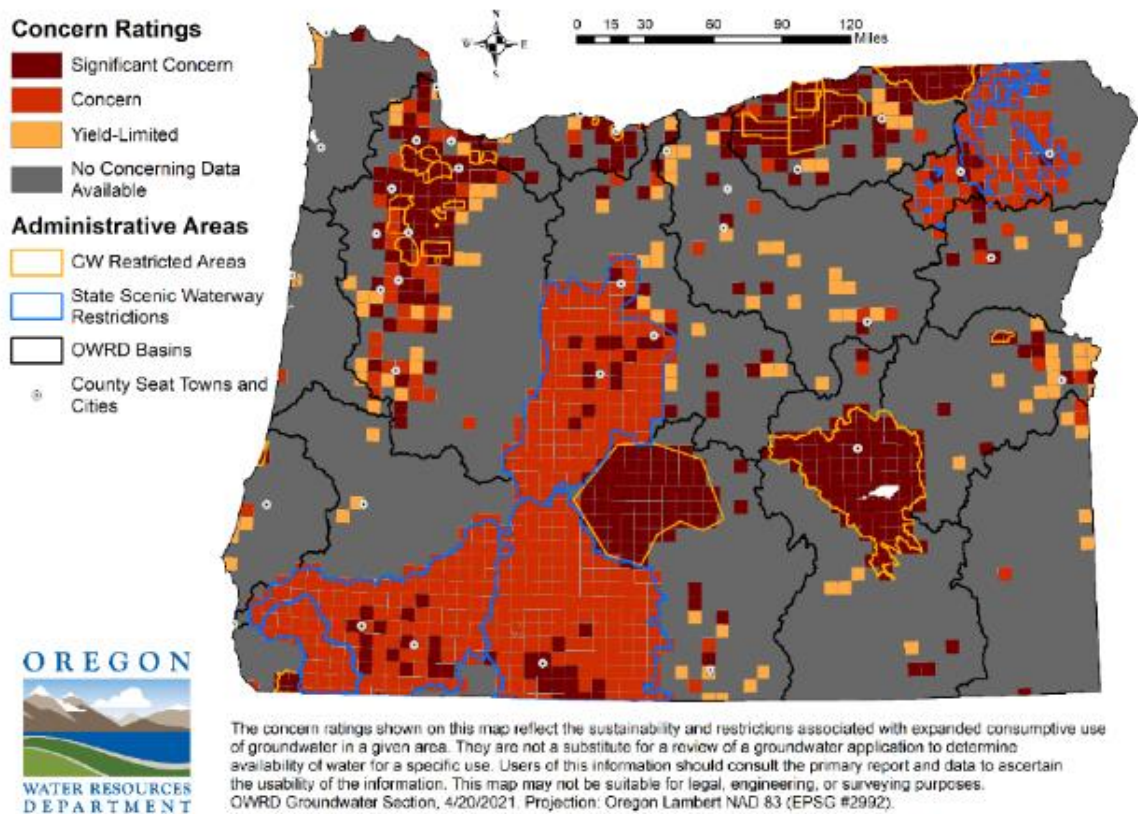 Concern Ratings
Significant Concern
Concern
Yield-Limited
No Concerning Data
Available
Administrative Areas
GW Restricted Areas
State Scenic Waterway
Restrictions
OWRD Basins
County Seat Towns and
Cities
N
W E
S
0 15 30 60 90 120
Miles
OREGON
WATER RESOURCES
DEPARTMENT
The concern ratings shown on this map reflect the sustainability and restrictions associated with expanded consumptive use
of groundwater in a given area. They are not a substitute for a review of a groundwater application to determine
availability of water for a specific use. Users of this information should consult the primary report and data to ascertain
the usability of the information. This map may not be suitable for legal, engineering, or surveying purposes.
OWRD Groundwater Section, 4/20/2021, Projection: Oregon Lambert NAD 83 (EPSG #2992).